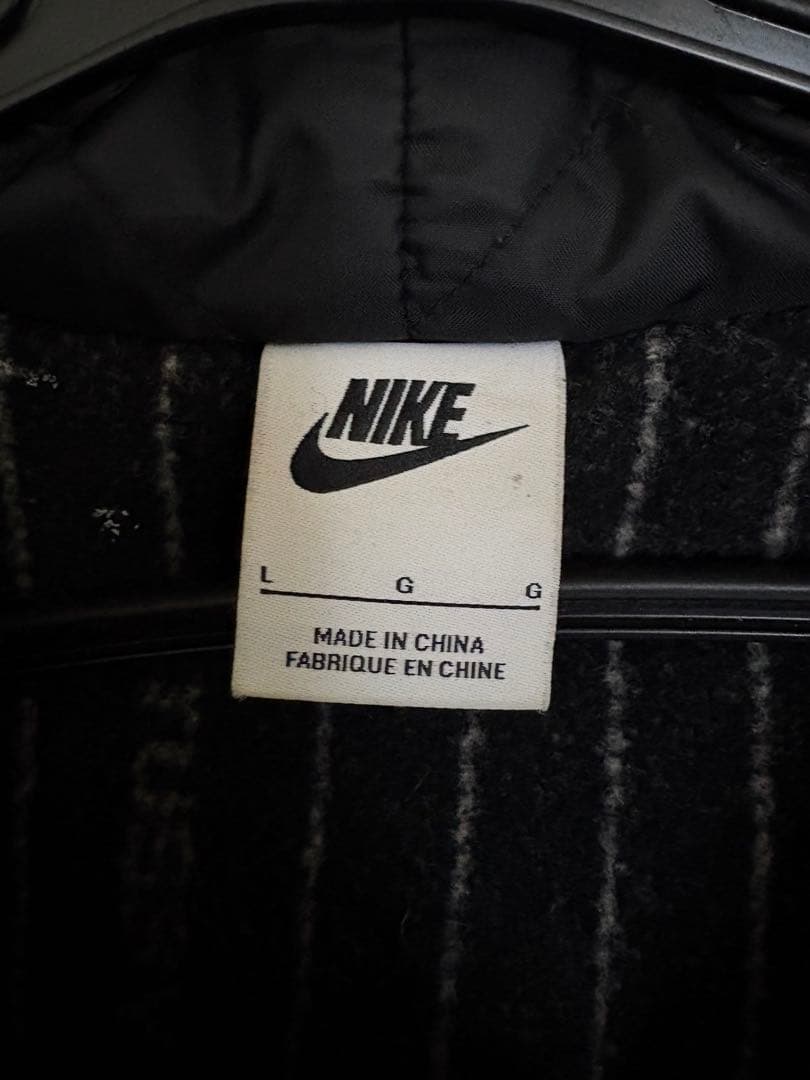 NIKE
L G G
MADE IN CHINA
FABRIQUE EN CHINE